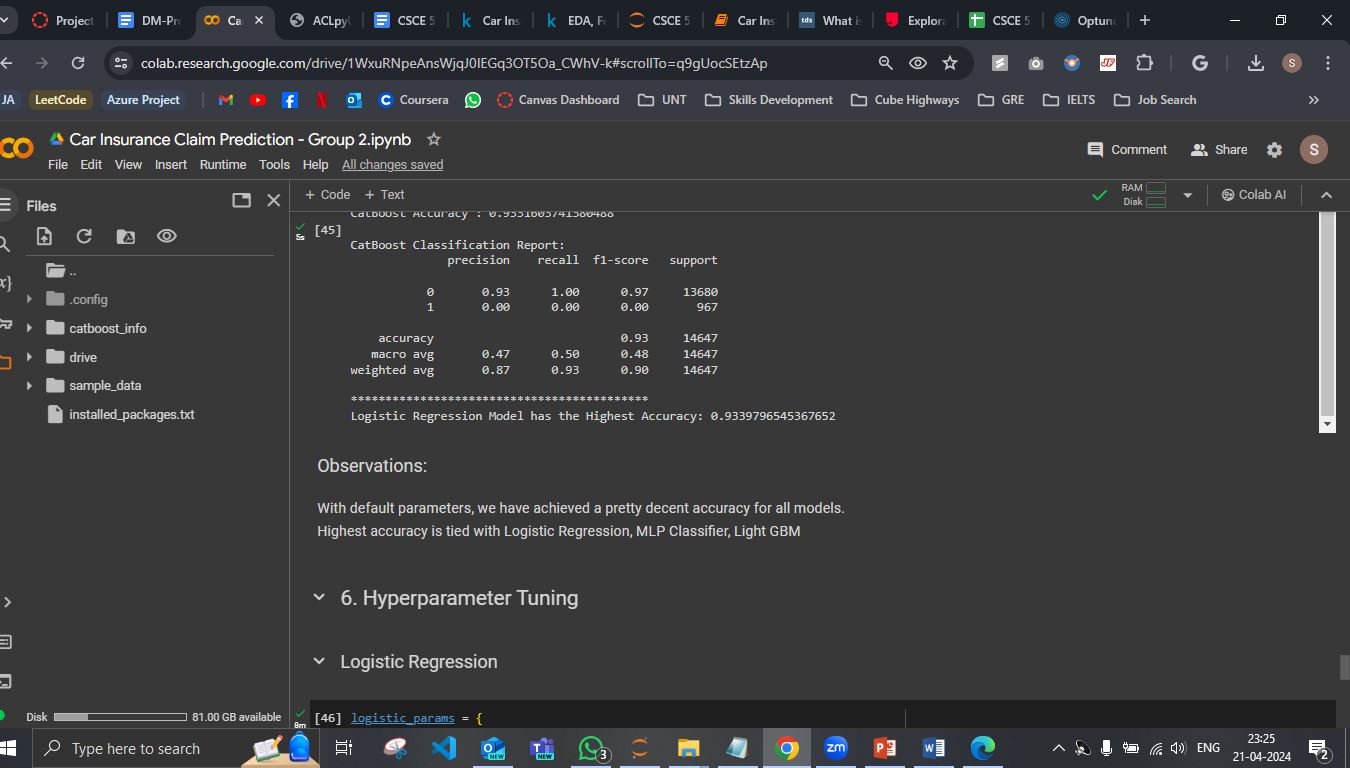 Project
DM-Pr
Ca
ACLpy
CSCE 5
Car Ins
EDA, F
CSCE 5
Car Ins
tds What i
Explora
CSCE 5
Optun
colab.research.google.com/drive/1WxuRNpeAnsWjqJ0IEGq3OT5Oa_CWhV-k#scrollTo=q9gUocSEtzAp
S
JA LeetCode Azure Project Coursera Canvas Dashboard UNT Skills Development Cube Highways GRE IELTS Job Search »
Car Insurance Claim Prediction - Group 2.ipynb
File Edit View Insert Runtime Tools Help All changes saved
Comment Share S
Files
+ Code + Text
RAM
Disk
Colab AI
..
.config
catboost_info
drive
sample_data
installed_packages.txt
CatBoost Accuracy : 0.9331603741380488
5s [45]
CatBoost Classification Report:
precision recall f1-score support
0 0.93 1.00 0.97 13680
1 0.00 0.00 0.00 967
accuracy 0.93 14647
macro avg 0.47 0.50 0.48 14647
weighted avg 0.87 0.93 0.90 14647
*******************************************
Logistic Regression Model has the Highest Accuracy: 0.9339796545367652
Observations:
With default parameters, we have achieved a pretty decent accuracy for all models.
Highest accuracy is tied with Logistic Regression, MLP Classifier, Light GBM
6. Hyperparameter Tuning
Logistic Regression
8m [46] logistic_params = {
Disk 81.00 GB available
Type here to search
NEW
NEW
3
zm
ENG
23:25
21-04-2024
2